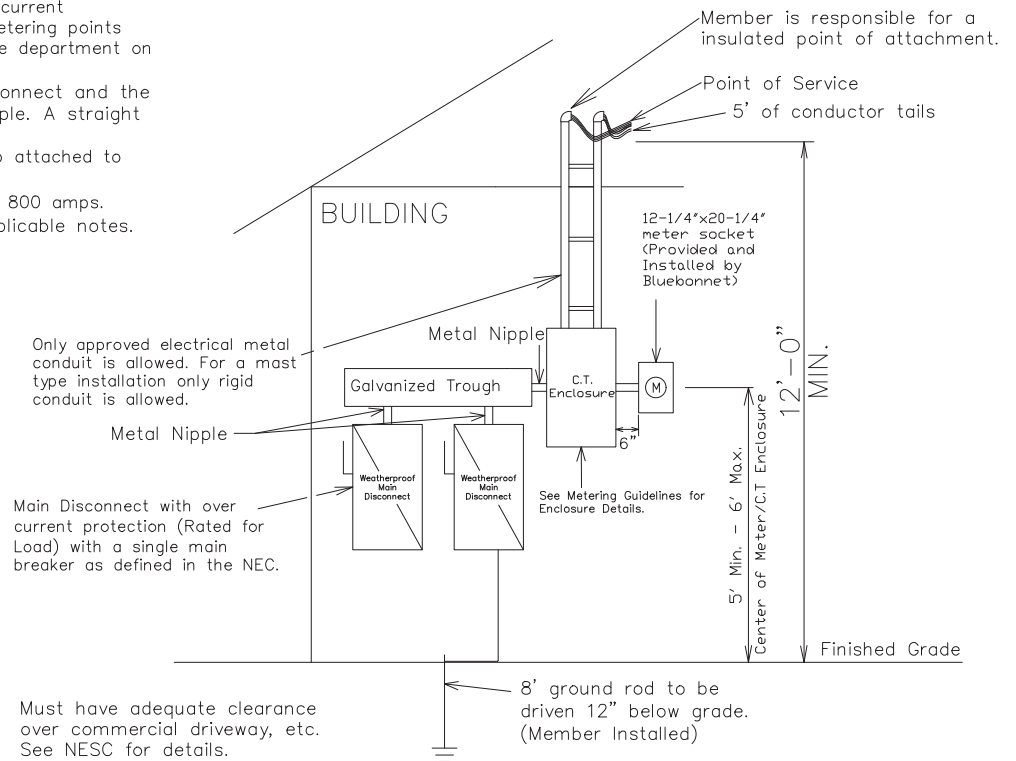 current
etering points
e department on
onnect and the
ple. A straight
o attached to
800 amps.
plicable notes.
Member is responsible for a
insulated point of attachment.
Point of Service
5' of conductor tails
BUILDING
12-1/4"x20-1/4"
meter socket
(Provided and
Installed by
Bluebonnet)
Only approved electrical metal
conduit is allowed. For a mast
type installation only rigid
conduit is allowed.
Metal Nipple
Galvanized Trough
C.T.
Enclosure
M
6"
Metal Nipple
Weatherproof
Main
Disconnect
Weatherproof
Main
Disconnect
See Metering Guidelines for
Enclosure Details.
Main Disconnect with over
current protection (Rated for
Load) with a single main
breaker as defined in the NEC.
5' Min. - 6' Max.
Center of Meter/C.T Enclosure
12'-0"
MIN.
Finished Grade
8' ground rod to be
driven 12" below grade.
(Member Installed)
Must have adequate clearance
over commercial driveway, etc.
See NESC for details.